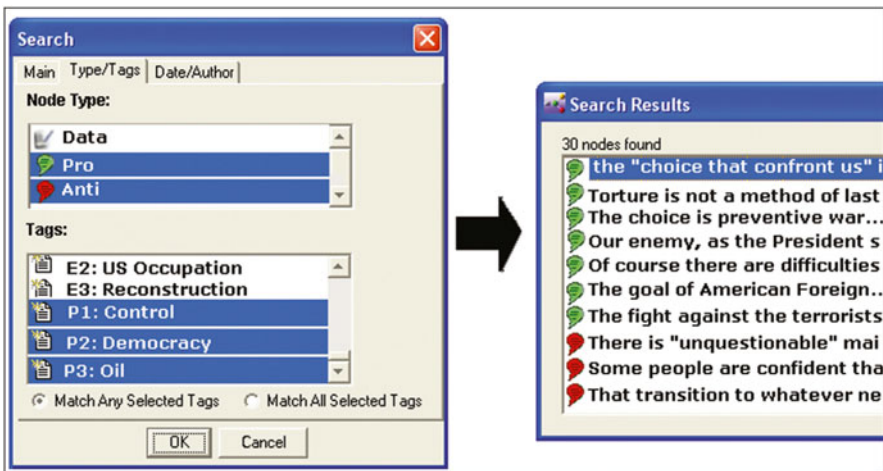 Search
Main Type/Tags Date/Author
Node Type:
Data
Pro
Anti
Tags:
E2: US Occupation
E3: Reconstruction
P1: Control
P2: Democracy
P3: Oil
Match Any Selected Tags Match All Selected Tags
OK Cancel
Search Results
30 nodes found
the "choice that confront us" i
Torture is not a method of last
The choice is preventive war...
Our enemy, as the President s
Of course there are difficulties
The goal of American Foreign..
The fight against the terrorists
There is "unquestionable" mai
Some people are confident tha
That transition to whatever ne